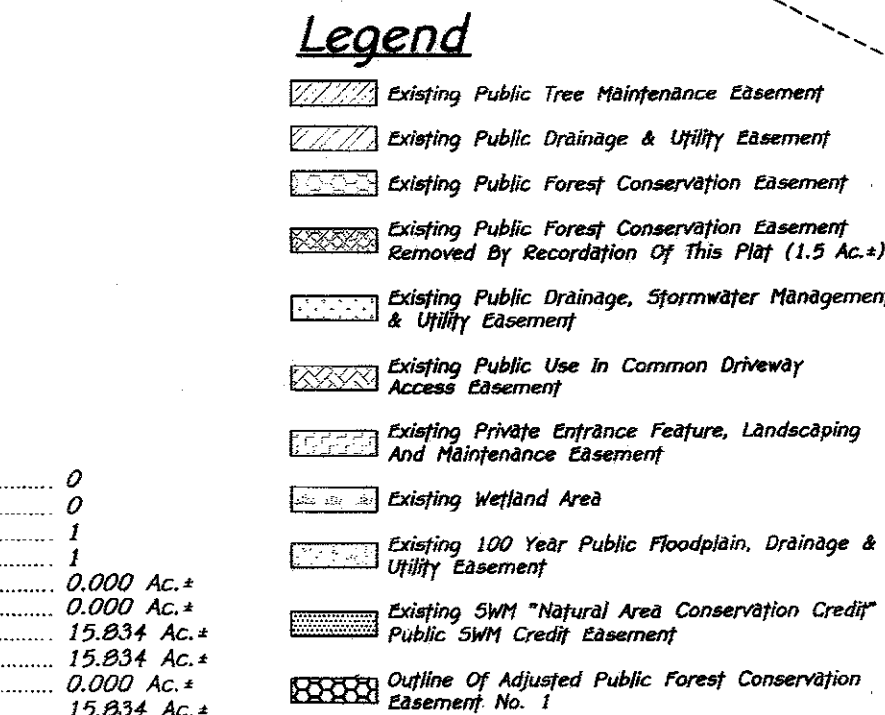 Legend
Existing Public Tree Maintenance Easement
Existing Public Drainage & Utility Easement
Existing Public Forest Conservation Easement
Existing Public Forest Conservation Easement
Removed By Recordation Of This Plat (1.5 Ac.±)
Existing Public Drainage, Stormwater Management
& Utility Easement
Existing Public Use In Common Driveway
Access Easement
Existing Private Entrance Feature, Landscaping
And Maintenance Easement
Existing Wetland Area
Existing 100 Year Public Floodplain, Drainage &
Utility Easement
Existing SWM "Natural Area Conservation Credit"
Public SWM Credit Easement
Outline Of Adjusted Public Forest Conservation
Easement No. 1
0
0
1
1
0.000 Ac.±
0.000 Ac.±
15.834 Ac.±
15.834 Ac.±
0.000 Ac.±
15.834 Ac.±